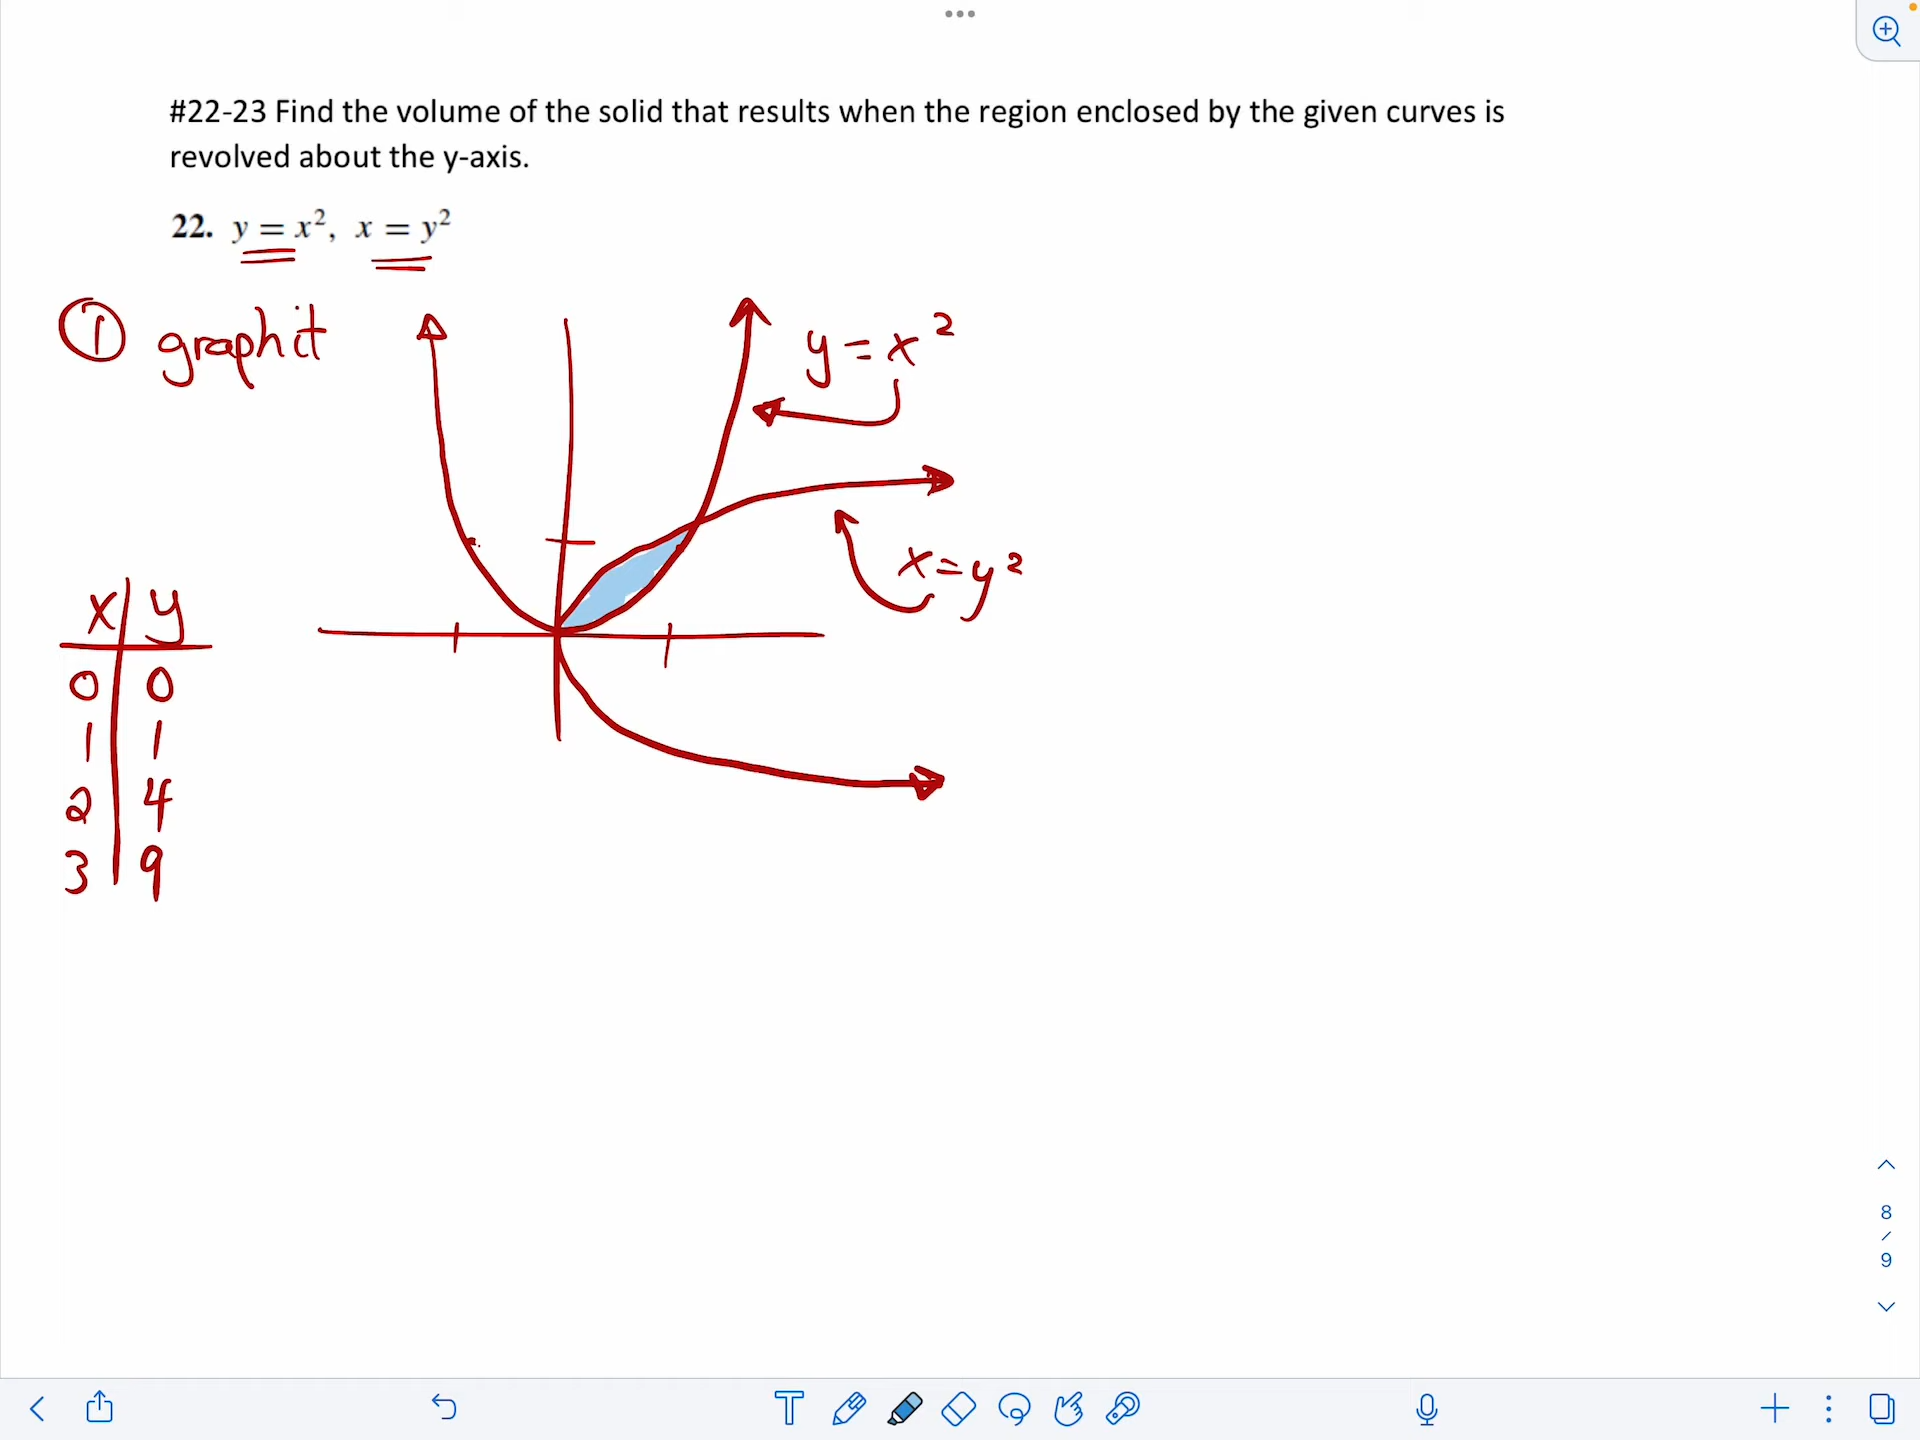 #22-23 Find the volume of the solid that results when the region enclosed by the given curves is
revolved about the y-axis.
22. y = x², x = y²
① graph it
y = x²
x = y²
x y
0 0
1 1
2 4
3 9
8
/
9
T